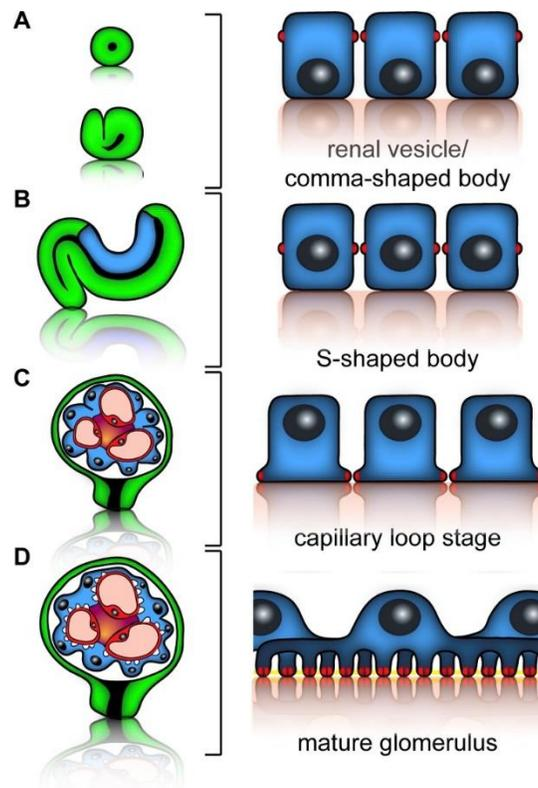 A
renal vesicle/
comma-shaped body
B
S-shaped body
C
capillary loop stage
D
mature glomerulus